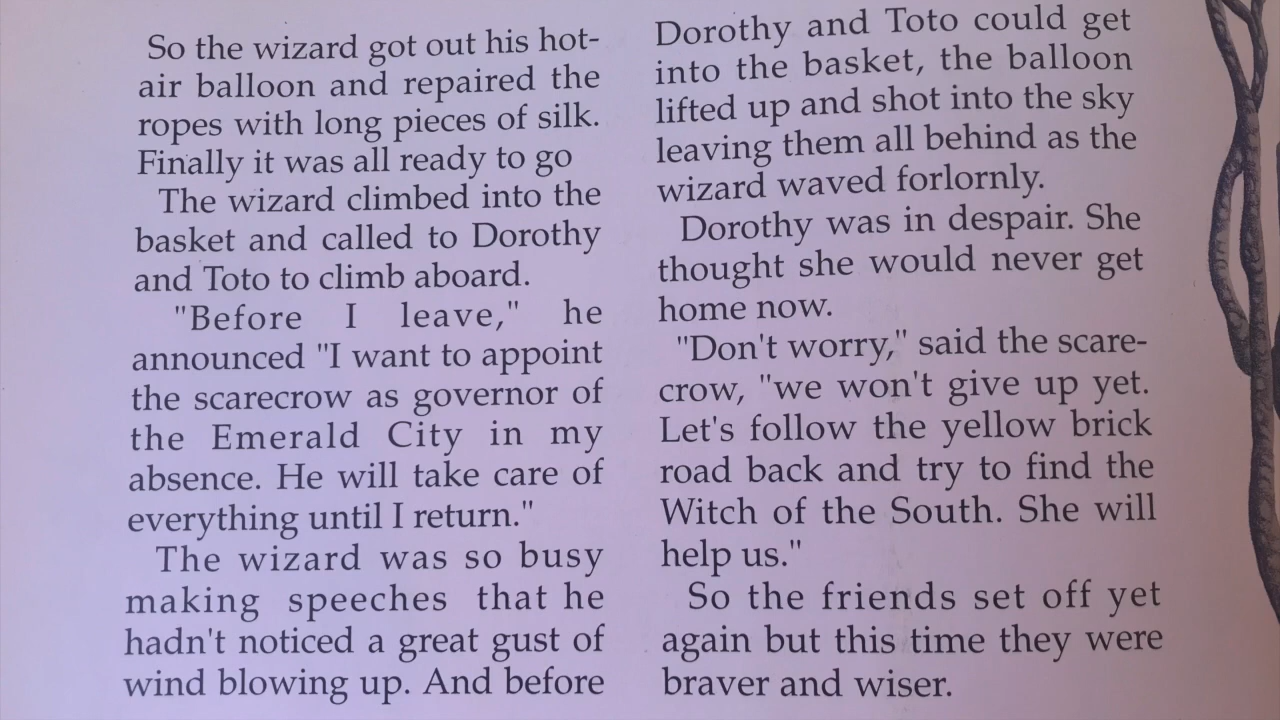 So the wizard got out his hot-
air balloon and repaired the
ropes with long pieces of silk.
Finally it was all ready to go
The wizard climbed into the
basket and called to Dorothy
and Toto to climb aboard.
"Before I leave," he
announced "I want to appoint
the scarecrow as governor of
the Emerald City in my
absence. He will take care of
everything until I return."
The wizard was so busy
making speeches that he
hadn't noticed a great gust of
wind blowing up. And before
Dorothy and Toto could get
into the basket, the balloon
lifted up and shot into the sky
leaving them all behind as the
wizard waved forlornly.
Dorothy was in despair. She
thought she would never get
home now.
"Don't worry," said the scare-
crow, "we won't give up yet.
Let's follow the yellow brick
road back and try to find the
Witch of the South. She will
help us."
So the friends set off yet
again but this time they were
braver and wiser.